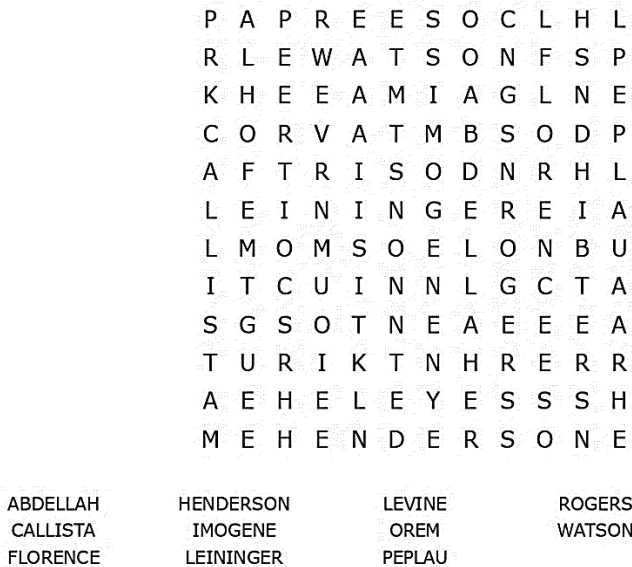 P A P R E E S O C L H L
R L E W A T S O N F S P
K H E E A M I A G L N E
C O R V A T M B S O D P
A F T R I S O D N R H L
L E I N I N G E R E I A
L M O M S O E L O N B U
I T C U I N N L G C T A
S G S O T N E A E E E A
T U R I K T N H R E R R
A E H E L E Y E S S S H
M E H E N D E R S O N E
ABDELLAH HENDERSON LEVINE ROGERS
CALLISTA IMOGENE OREM WATSON
FLORENCE LEININGER PEPLAU